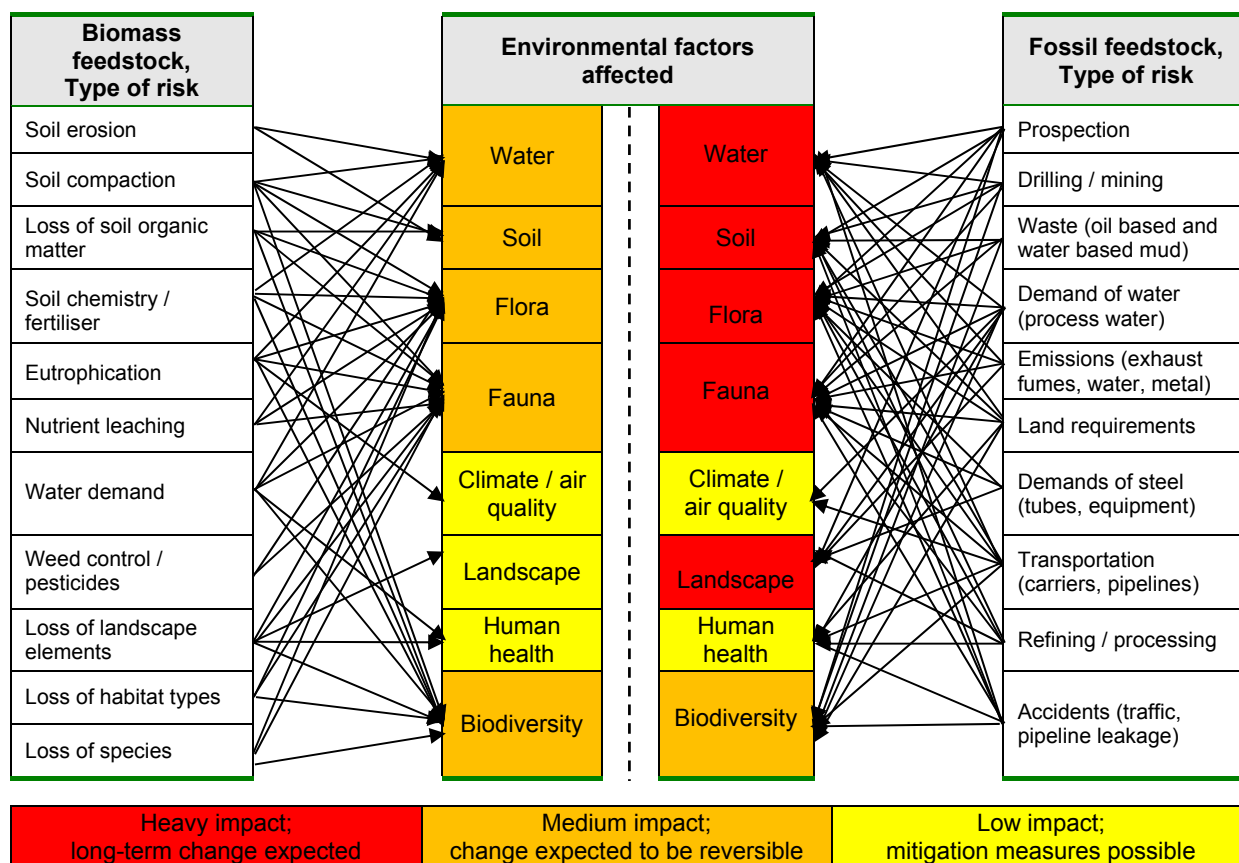 Biomass
feedstock,
Type of risk
Environmental factors
affected
Fossil feedstock,
Type of risk
Soil erosion
Soil compaction
Loss of soil organic
matter
Soil chemistry /
fertiliser
Eutrophication
Nutrient leaching
Water demand
Weed control /
pesticides
Loss of landscape
elements
Loss of habitat types
Loss of species
Water
Soil
Flora
Fauna
Climate / air
quality
Landscape
Human
health
Biodiversity
Water
Soil
Flora
Fauna
Climate /
air quality
Landscape
Human
health
Biodiversity
Prospection
Drilling / mining
Waste (oil based and
water based mud)
Demand of water
(process water)
Emissions (exhaust
fumes, water, metal)
Land requirements
Demands of steel
(tubes, equipment)
Transportation
(carriers, pipelines)
Refining / processing
Accidents (traffic,
pipeline leakage)
Heavy impact;
long-term change expected
Medium impact;
change expected to be reversible
Low impact;
mitigation measures possible